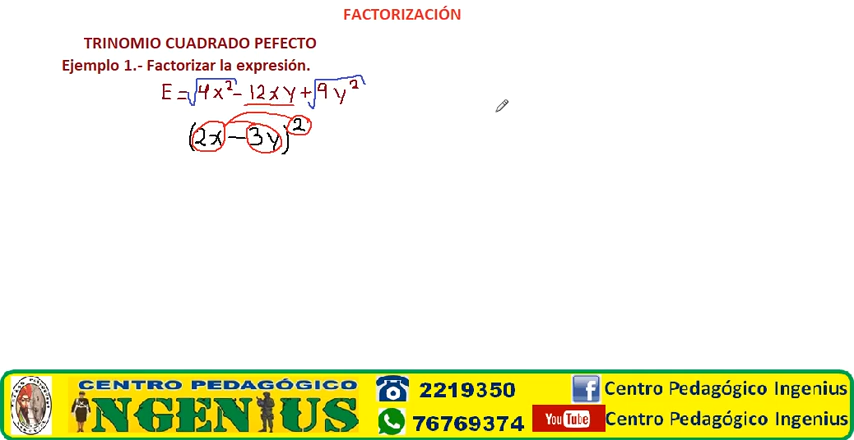 FACTORIZACIÓN
TRINOMIO CUADRADO PEFECTO
Ejemplo 1.- Factorizar la expresión.
E = √4x² - 12xy + √9y²
(2x - 3y)²
CENTRO PEDAGÓGICO
INGENIUS
2219350
76769374
f Centro Pedagógico Ingenius
YouTube Centro Pedagógico Ingenius